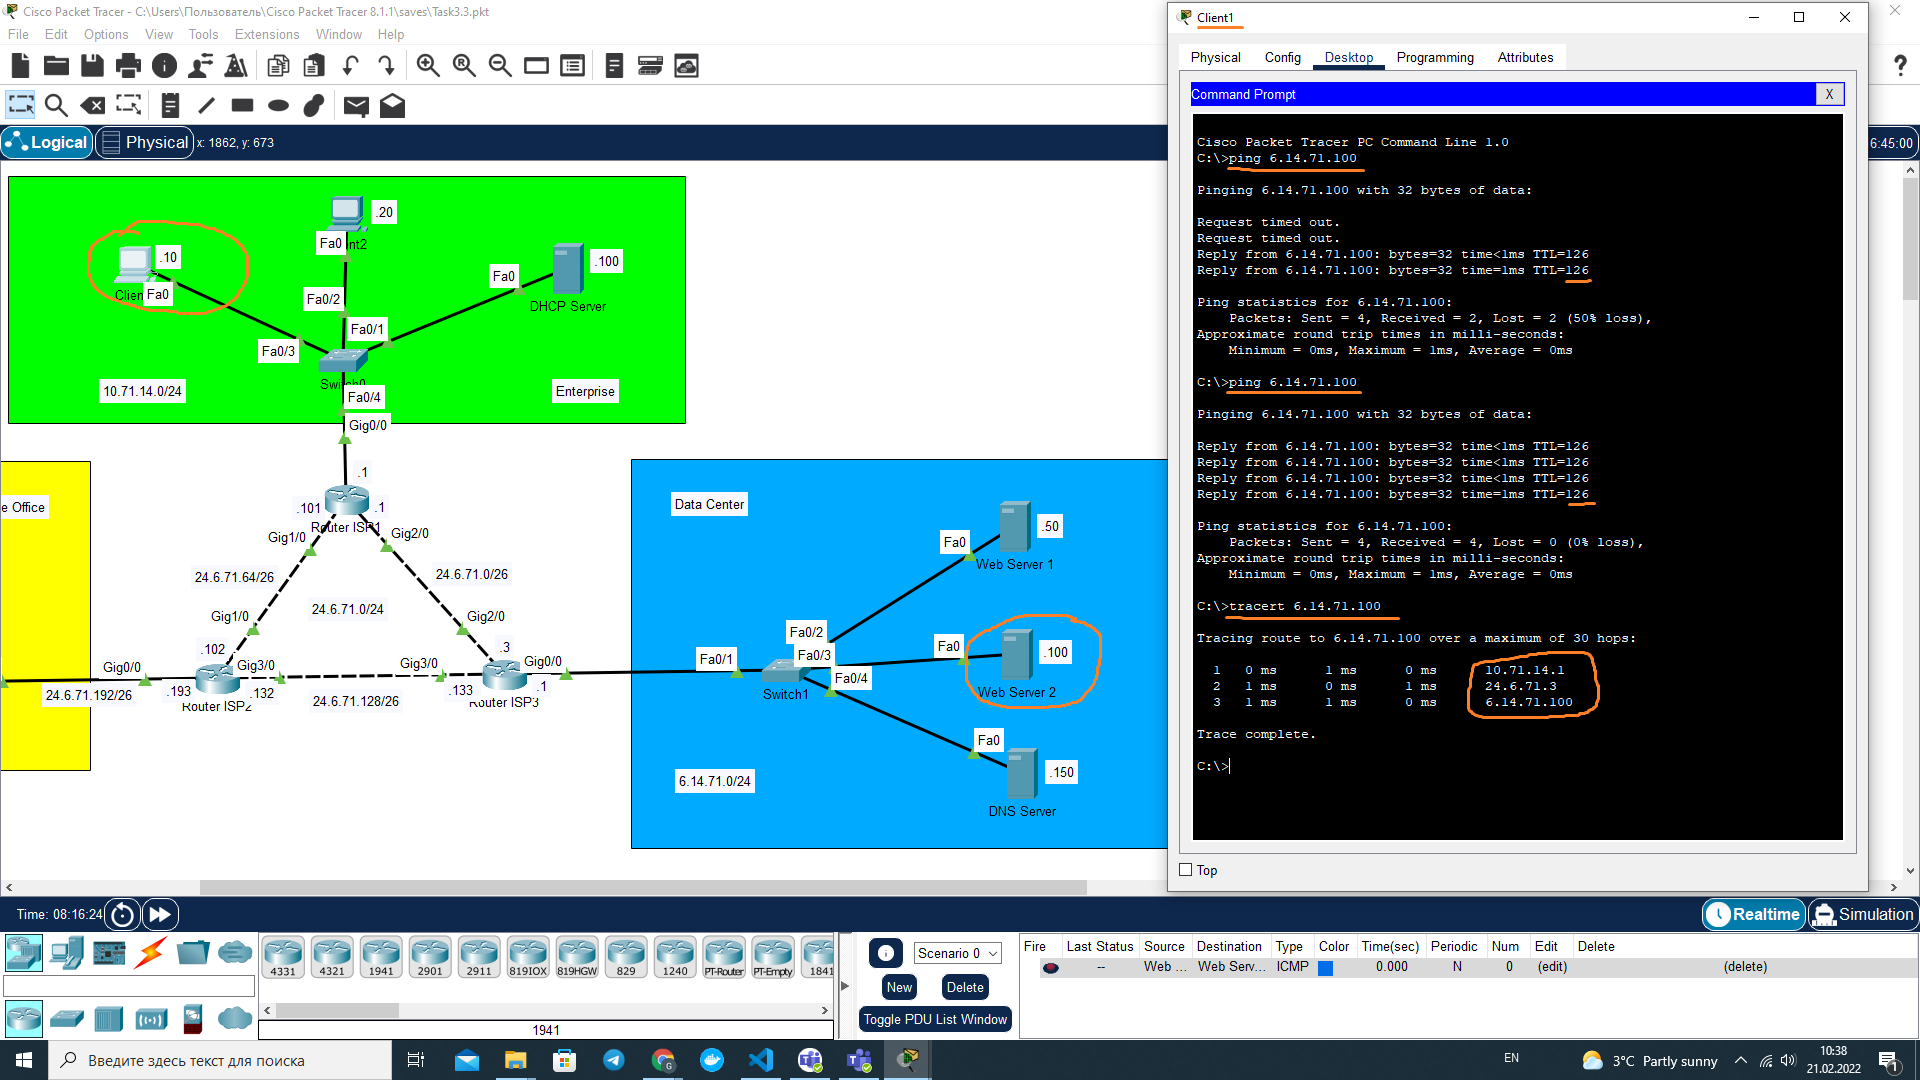 Cisco Packet Tracer - C:\Users\Пользователь\Cisco Packet Tracer 8.1.1\saves\Task3.3.pkt
File Edit Options View Tools Extensions Window Help
Logical Physical x: 1862, y: 673
6:45:00
.10
Fa0
.20
Fa0
nt2
Fa0
.100
DHCP Server
Fa0/2
Fa0/1
Fa0/3
Fa0/4
10.71.14.0/24
Enterprise
Gig0/0
.1
e Office
.101
.1
Router ISP1
Gig1/0
Gig2/0
24.6.71.64/26
24.6.71.0/26
24.6.71.0/24
Gig1/0
Gig2/0
.102
.3
Gig0/0
Gig3/0
Gig3/0
Gig0/0
24.6.71.192/26
.193
.132
.133
.1
Router ISP2
24.6.71.128/26
Router ISP3
Data Center
.50
Fa0
Web Server 1
Fa0/2
Fa0/1
Fa0/3
Fa0
.100
Fa0/4
Switch1
Web Server 2
Fa0
.150
6.14.71.0/24
DNS Server
Client1
Physical Config Desktop Programming Attributes
Command Prompt X
Cisco Packet Tracer PC Command Line 1.0
C:\>ping 6.14.71.100
Pinging 6.14.71.100 with 32 bytes of data:
Request timed out.
Request timed out.
Reply from 6.14.71.100: bytes=32 time<1ms TTL=126
Reply from 6.14.71.100: bytes=32 time=1ms TTL=126
Ping statistics for 6.14.71.100:
Packets: Sent = 4, Received = 2, Lost = 2 (50% loss),
Approximate round trip times in milli-seconds:
Minimum = 0ms, Maximum = 1ms, Average = 0ms
C:\>ping 6.14.71.100
Pinging 6.14.71.100 with 32 bytes of data:
Reply from 6.14.71.100: bytes=32 time<1ms TTL=126
Reply from 6.14.71.100: bytes=32 time<1ms TTL=126
Reply from 6.14.71.100: bytes=32 time<1ms TTL=126
Reply from 6.14.71.100: bytes=32 time=1ms TTL=126
Ping statistics for 6.14.71.100:
Packets: Sent = 4, Received = 4, Lost = 0 (0% loss),
Approximate round trip times in milli-seconds:
Minimum = 0ms, Maximum = 1ms, Average = 0ms
C:\>tracert 6.14.71.100
Tracing route to 6.14.71.100 over a maximum of 30 hops:
1 0 ms 1 ms 0 ms 10.71.14.1
2 1 ms 0 ms 1 ms 24.6.71.3
3 1 ms 1 ms 0 ms 6.14.71.100
Trace complete.
C:\>
Top
Time: 08:16:24
Realtime Simulation
4331 4321 1941 2901 2911 819IOX 819HGW 829 1240 PT-Router PT-Empty 1841
1941
Scenario 0
New Delete
Toggle PDU List Window
Fire Last Status Source Destination Type Color Time(sec) Periodic Num Edit Delete
-- Web ... Web Serv... ICMP 0.000 N 0 (edit) (delete)
Введите здесь текст для поиска
EN
3°C Partly sunny
10:38
21.02.2022
1